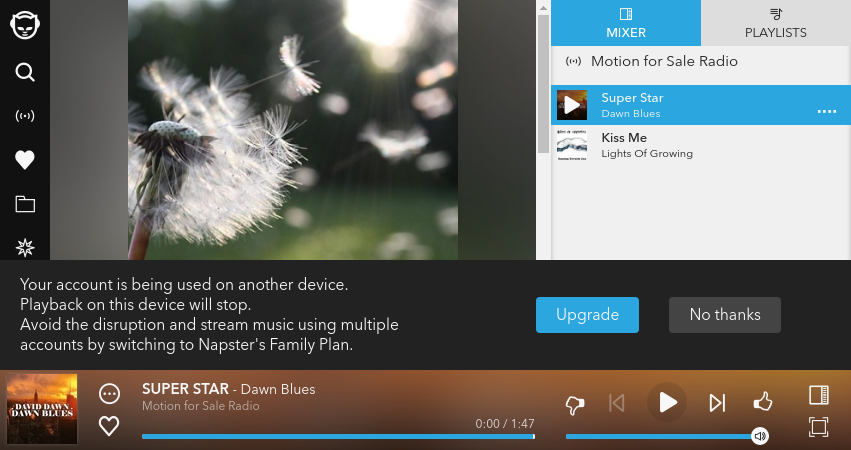 MIXER
PLAYLISTS
Motion for Sale Radio
Super Star
Dawn Blues
Kiss Me
Lights Of Growing
Your account is being used on another device.
Playback on this device will stop.
Avoid the disruption and stream music using multiple
accounts by switching to Napster's Family Plan.
Upgrade
No thanks
DAVID DAWN
DAWN BLUES
SUPER STAR - Dawn Blues
Motion for Sale Radio
0:00 / 1:47